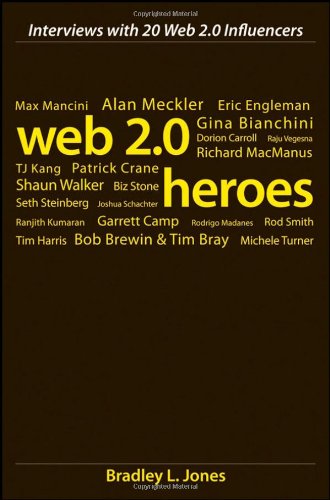 Interviews with 20 Web 2.0 Influencers
Max Mancini Alan Meckler Eric Engleman
web 2.0 Gina Bianchini
Dorion Carroll Raju Vegesna
TJ Kang Patrick Crane Richard MacManus
Shaun Walker Biz Stone heroes
Seth Steinberg Joshua Schachter
Ranjith Kumaran Garrett Camp Rodrigo Madanes Rod Smith
Tim Harris Bob Brewin & Tim Bray Michele Turner
Bradley L. Jones